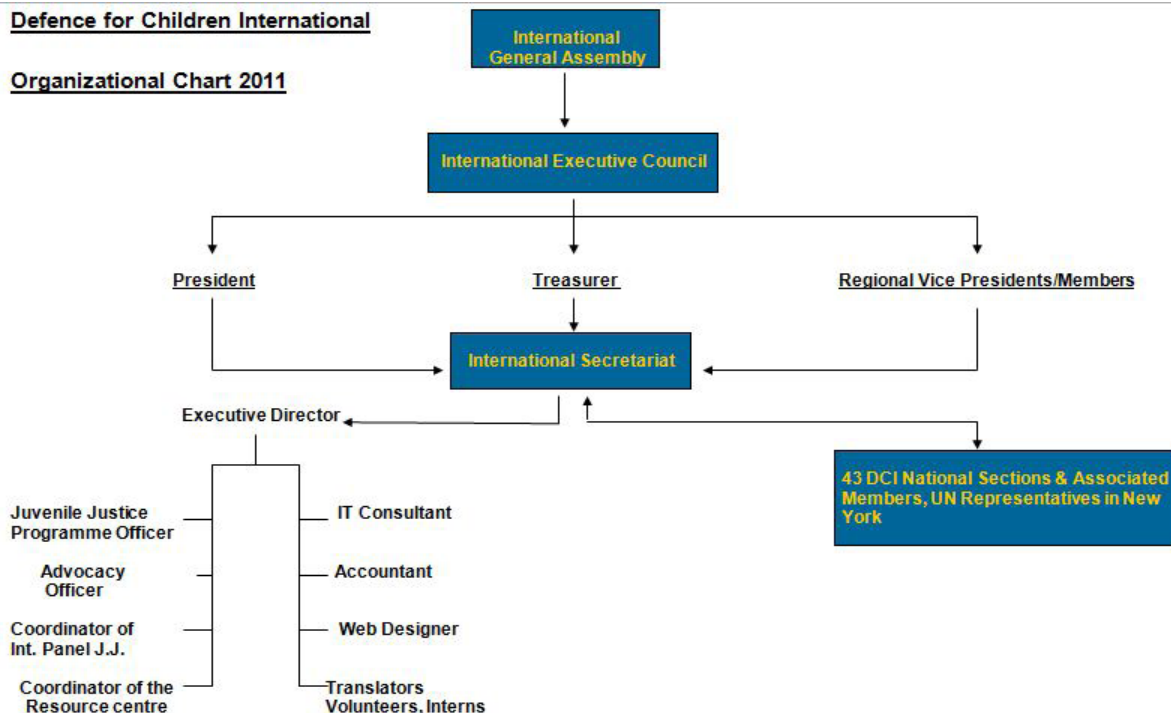 Defence for Children International
Organizational Chart 2011
International
General Assembly
International Executive Council
President
Treasurer
Regional Vice Presidents/Members
International Secretariat
Executive Director
43 DCI National Sections & Associated
Members, UN Representatives in New
York
Juvenile Justice
Programme Officer
IT Consultant
Advocacy
Officer
Accountant
Coordinator of
Int. Panel J.J.
Web Designer
Coordinator of the
Resource centre
Translators
Volunteers, Interns